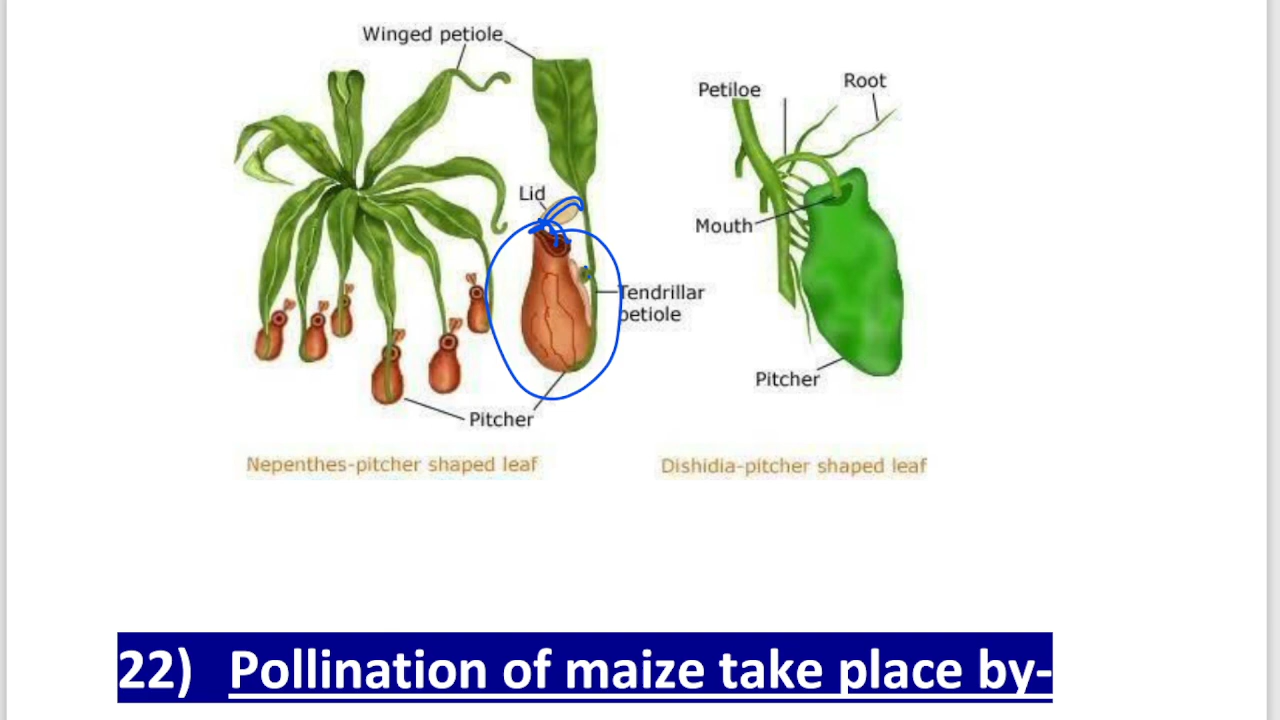 Winged petiole
Petiloe
Root
Lid
Mouth
Tendrillar
petiole
Pitcher
Pitcher
Nepenthes-pitcher shaped leaf
Dishidia-pitcher shaped leaf
22) Pollination of maize take place by-